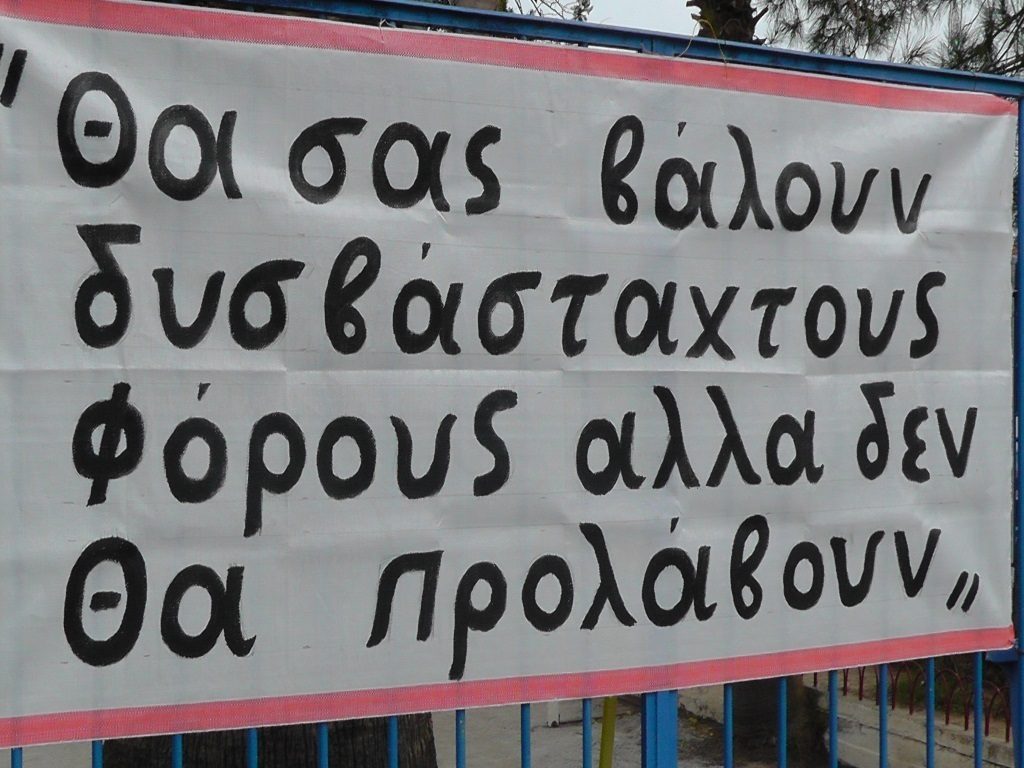 "Θα σας βάλουν
δυσβάσταχτους
φόρους αλλα δεν
Θα προλάβουν"